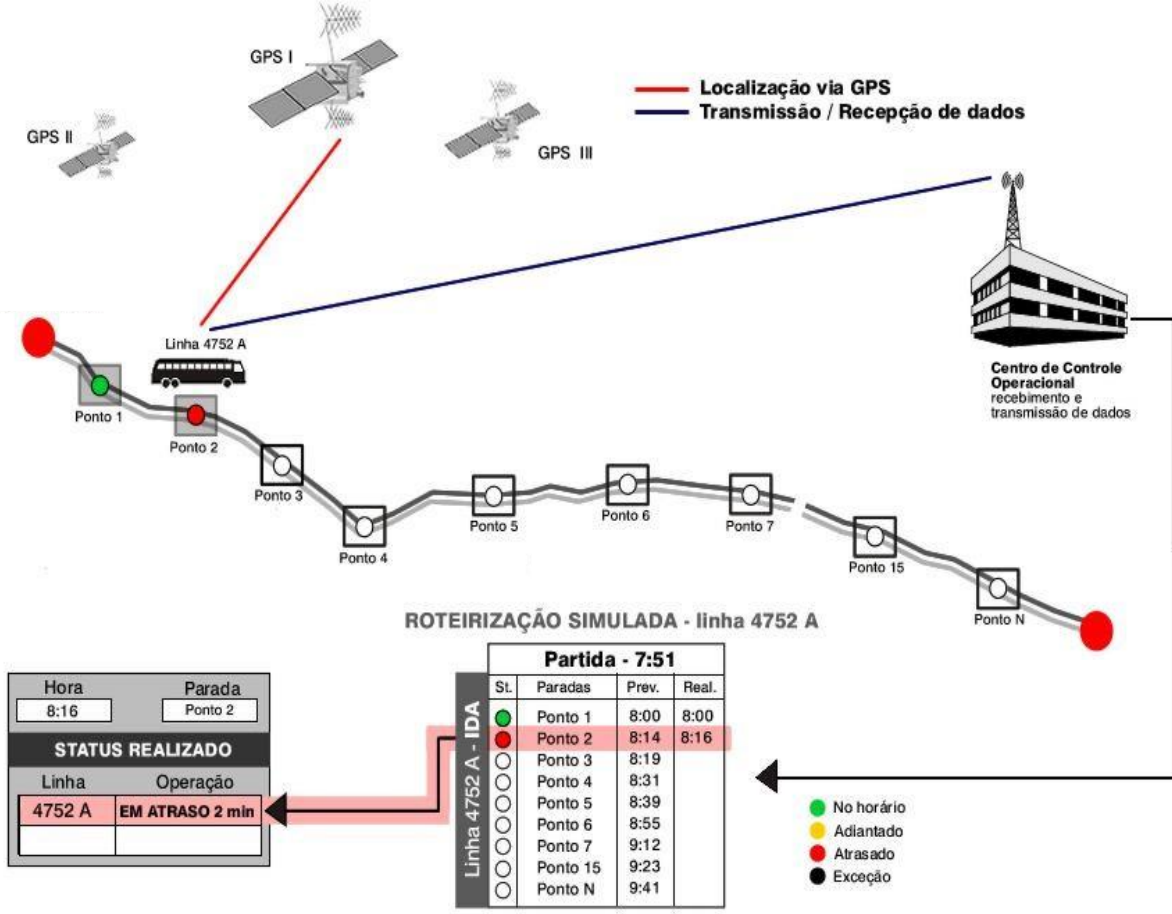 GPS I
GPS II
GPS III
Localização via GPS
Transmissão / Recepção de dados
Linha 4752 A
Centro de Controle
Operacional
recebimento e
transmissão de dados
Ponto 1
Ponto 2
Ponto 3
Ponto 4
Ponto 5
Ponto 6
Ponto 7
Ponto 15
Ponto N
ROTEIRIZAÇÃO SIMULADA - linha 4752 A
Hora Parada
8:16 Ponto 2
STATUS REALIZADO
Linha Operação
4752 A EM ATRASO 2 min
Linha 4752 A - IDA
Partida - 7:51
St. Paradas Prev. Real.
Ponto 1 8:00 8:00
Ponto 2 8:14 8:16
Ponto 3 8:19
Ponto 4 8:31
Ponto 5 8:39
Ponto 6 8:55
Ponto 7 9:12
Ponto 15 9:23
Ponto N 9:41
No horário
Adiantado
Atrasado
Exceção